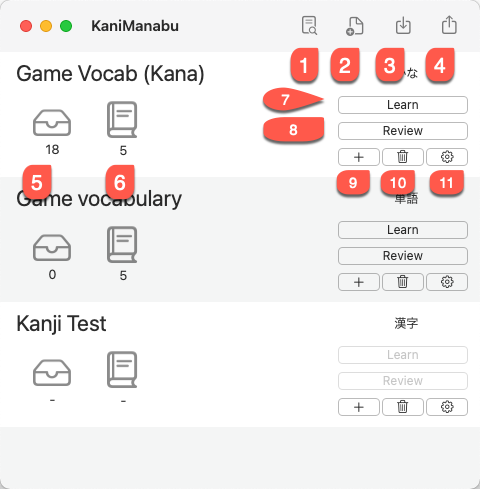 KaniManabu
1 2 3 4
Game Vocab (Kana)
かな
7
Learn
8
Review
18
5
5 6 9 10 11
Game vocabulary
単語
Learn
Review
0
5
Kanji Test
漢字
Learn
Review
-
-